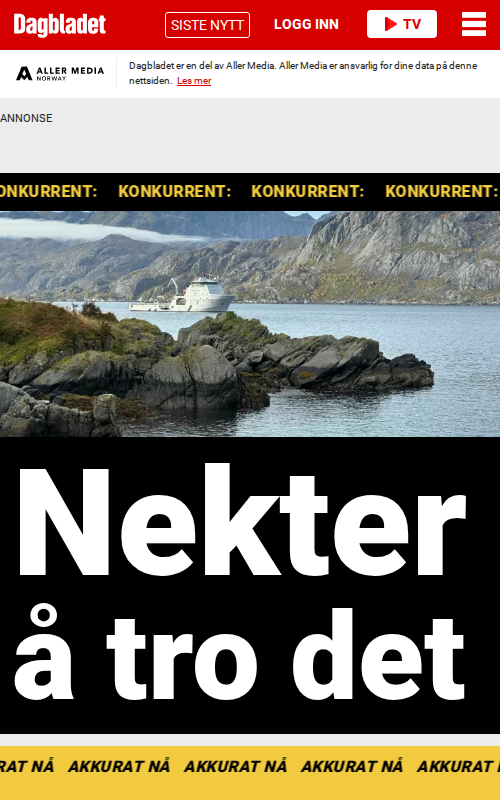 Dagbladet SISTE NYTT LOGG INN TV
ALLER MEDIA
NORWAY
Dagbladet er en del av Aller Media. Aller Media er ansvarlig for dine data på denne
nettsiden. Les mer
ANNONSE
ONKURRENT: KONKURRENT: KONKURRENT: KONKURRENT:
Nekter
å tro det
RAT NÅ AKKURAT NÅ AKKURAT NÅ AKKURAT NÅ AKKURAT